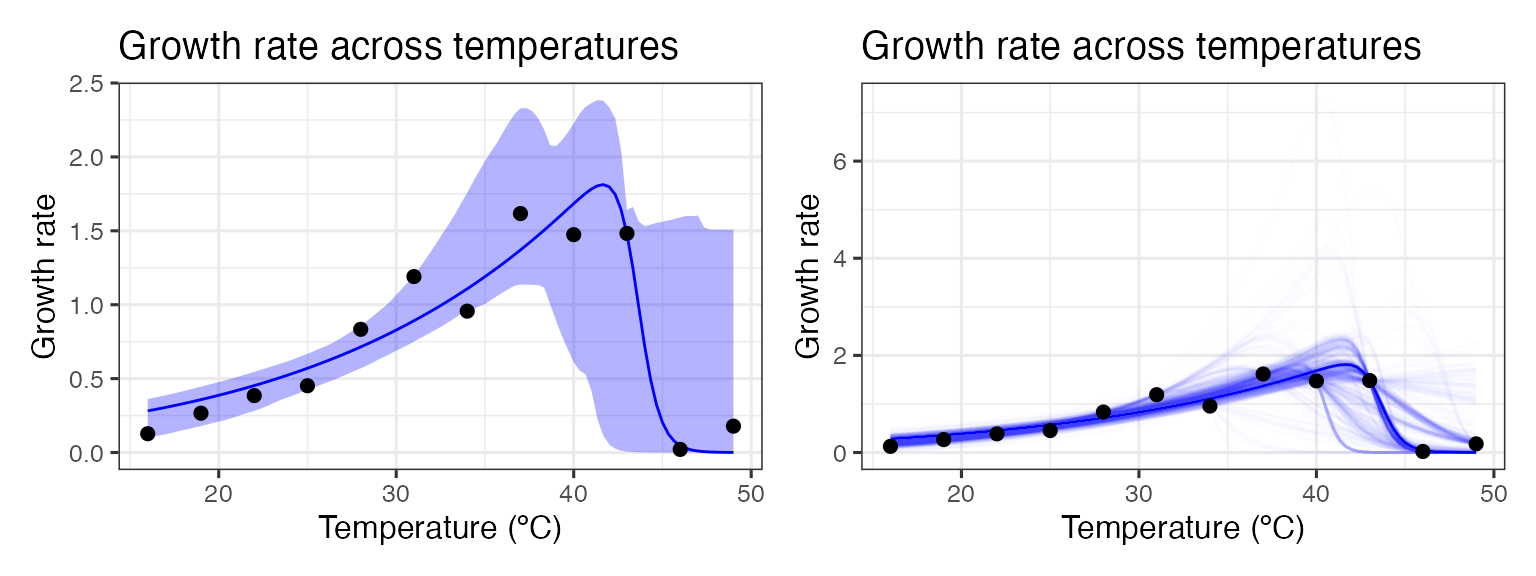 Growth rate across temperatures
2.5
2.0
1.5
1.0
0.5
0.0
Growth rate
20 30 40 50
Temperature (°C)
Growth rate across temperatures
6
4
2
0
Growth rate
20 30 40 50
Temperature (°C)